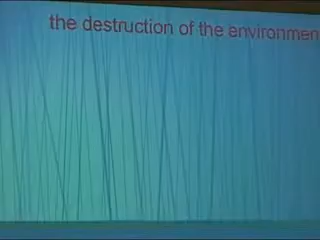 the destruction of the environmen